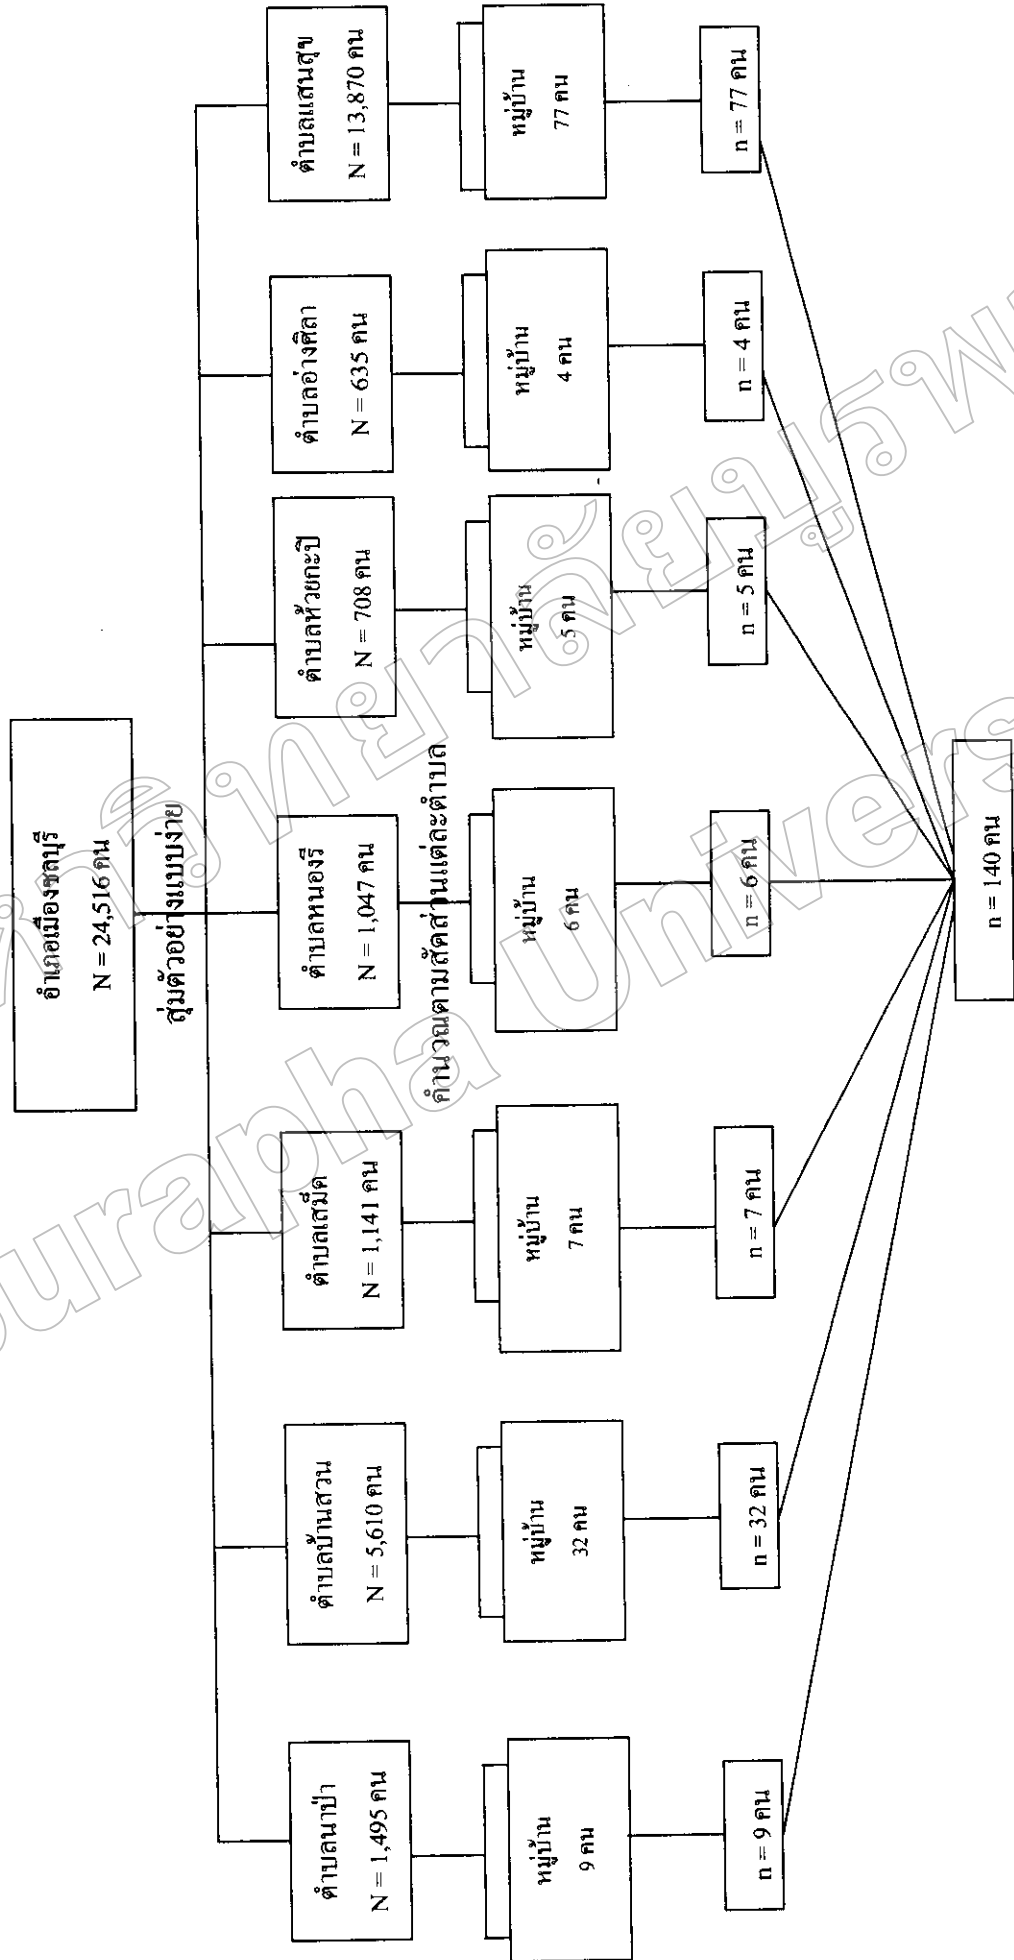 อำเภอเมืองชลบุรี
N = 24,516 คน
สุ่มตัวอย่างแบบง่าย
ตำบลนาป่า
N = 1,495 คน
ตำบลบ้านสวน
N = 5,610 คน
ตำบลเสม็ด
N = 1,141 คน
ตำบลหนองรี
N = 1,047 คน
ตำบลห้วยกะปิ
N = 708 คน
ตำบลอ่างศิลา
N = 635 คน
ตำบลแสนสุข
N = 13,870 คน
คำนวณตามสัดส่วนแต่ละตำบล
หมู่บ้าน
9 คน
หมู่บ้าน
32 คน
หมู่บ้าน
7 คน
หมู่บ้าน
6 คน
หมู่บ้าน
5 คน
หมู่บ้าน
4 คน
หมู่บ้าน
77 คน
n = 9 คน
n = 32 คน
n = 7 คน
n = 6 คน
n = 5 คน
n = 4 คน
n = 77 คน
n = 140 คน
Burapha Univers